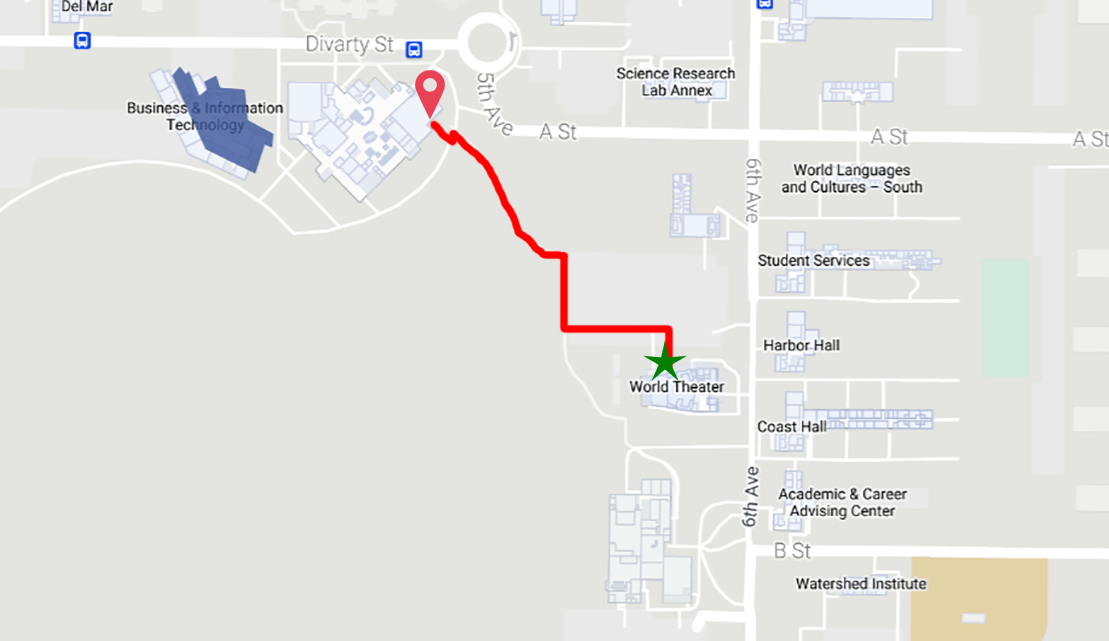 Del Mar
Divarty St
5th Ave
Science Research
Lab Annex
Business & Information
Technology
A St
A St
A St
World Languages
and Cultures – South
6th Ave
Student Services
Harbor Hall
World Theater
Coast Hall
6th Ave
Academic & Career
Advising Center
B St
Watershed Institute